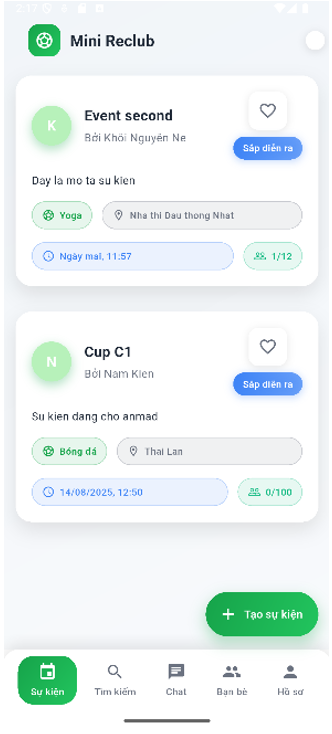 2:17
Mini Reclub
K
Event second
Bởi Khôi Nguyên Ne
Sắp diễn ra
Day la mo ta su kien
Yoga
Nha thi Dau thong Nhat
Ngày mai, 11:57
1/12
N
Cup C1
Bởi Nam Kien
Sắp diễn ra
Su kien dang cho anmad
Bóng đá
Thai Lan
14/08/2025, 12:50
0/100
Tạo sự kiện
Sự kiện
Tìm kiếm
Chat
Bạn bè
Hồ sơ